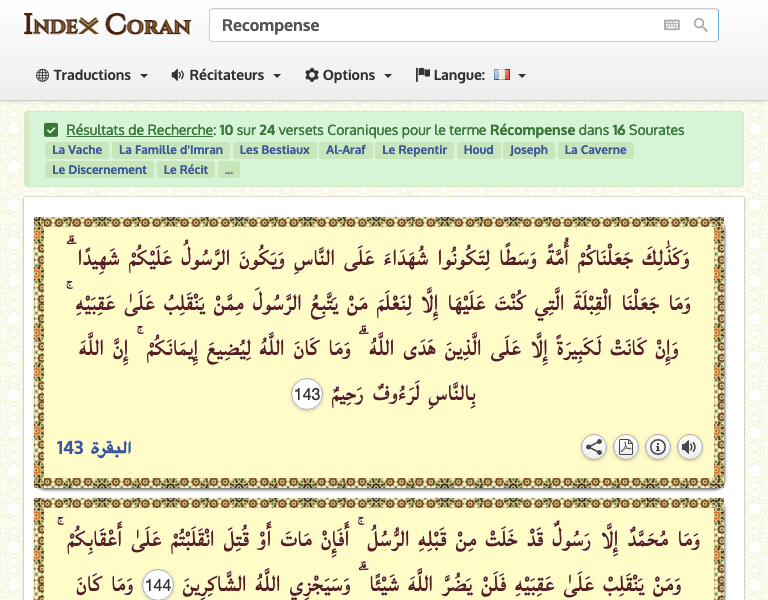 INDEX CORAN
Recompense
Traductions
Récitateurs
Options
Langue:
Résultats de Recherche: 10 sur 24 versets Coraniques pour le terme Récompense dans 16 Sourates
La Vache La Famille d'Imran Les Bestiaux Al-Araf Le Repentir Houd Joseph La Caverne
Le Discernement Le Récit ...
وَكَذَٰلِكَ جَعَلْنَاكُمْ أُمَّةً وَسَطًا لِتَكُونُوا شُهَدَاءَ عَلَى النَّاسِ وَيَكُونَ الرَّسُولُ عَلَيْكُمْ شَهِيدًا ۗ
وَمَا جَعَلْنَا الْقِبْلَةَ الَّتِي كُنْتَ عَلَيْهَا إِلَّا لِنَعْلَمَ مَنْ يَتَّبِعُ الرَّسُولَ مِمَّنْ يَنْقَلِبُ عَلَىٰ عَقِبَيْهِ ۚ
وَإِنْ كَانَتْ لَكَبِيرَةً إِلَّا عَلَى الَّذِينَ هَدَى اللَّهُ ۗ وَمَا كَانَ اللَّهُ لِيُضِيعَ إِيمَانَكُمْ ۚ إِنَّ اللَّهَ
بِالنَّاسِ لَرَءُوفٌ رَحِيمٌ 143
البقرة 143
وَمَا مُحَمَّدٌ إِلَّا رَسُولٌ قَدْ خَلَتْ مِنْ قَبْلِهِ الرُّسُلُ ۚ أَفَإِنْ مَاتَ أَوْ قُتِلَ انْقَلَبْتُمْ عَلَىٰ أَعْقَابِكُمْ ۚ
وَمَنْ يَنْقَلِبْ عَلَىٰ عَقِبَيْهِ فَلَنْ يَضُرَّ اللَّهَ شَيْئًا ۗ وَسَيَجْزِي اللَّهُ الشَّاكِرِينَ 144 وَمَا كَانَ